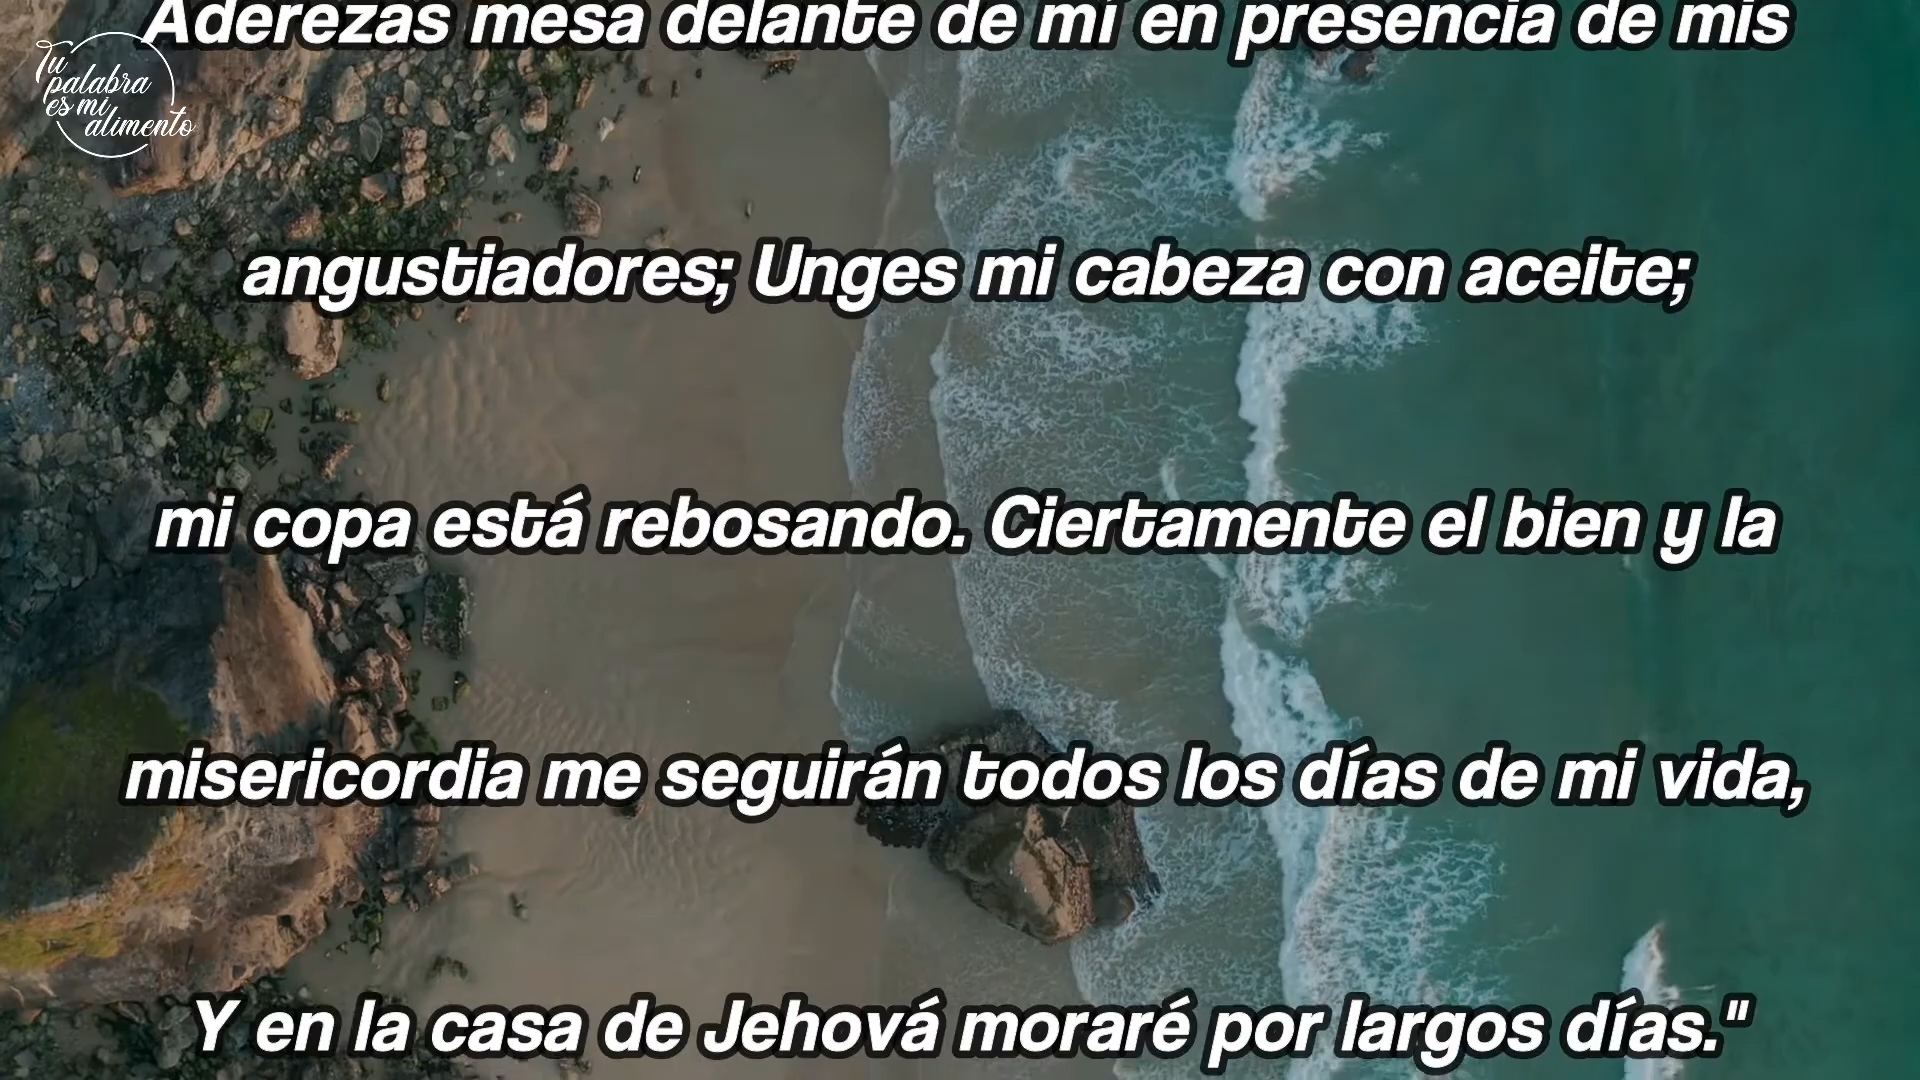 Tu
palabra
es mi
alimento
Aderezas mesa delante de mí en presencia de mis
angustiadores; Unges mi cabeza con aceite;
mi copa está rebosando. Ciertamente el bien y la
misericordia me seguirán todos los días de mi vida,
Y en la casa de Jehová moraré por largos días."